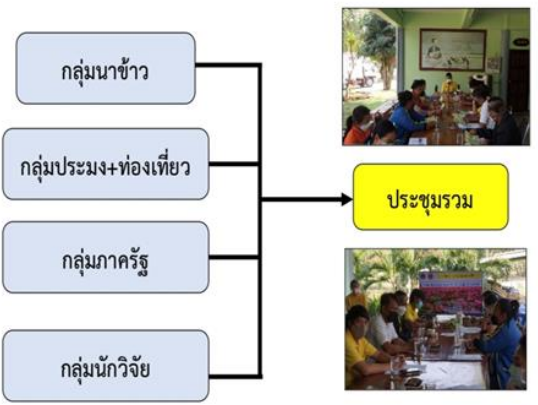 กลุ่มนาข้าว
กลุ่มประมง+ท่องเที่ยว
กลุ่มภาครัฐ
กลุ่มนักวิจัย
ประชุมรวม